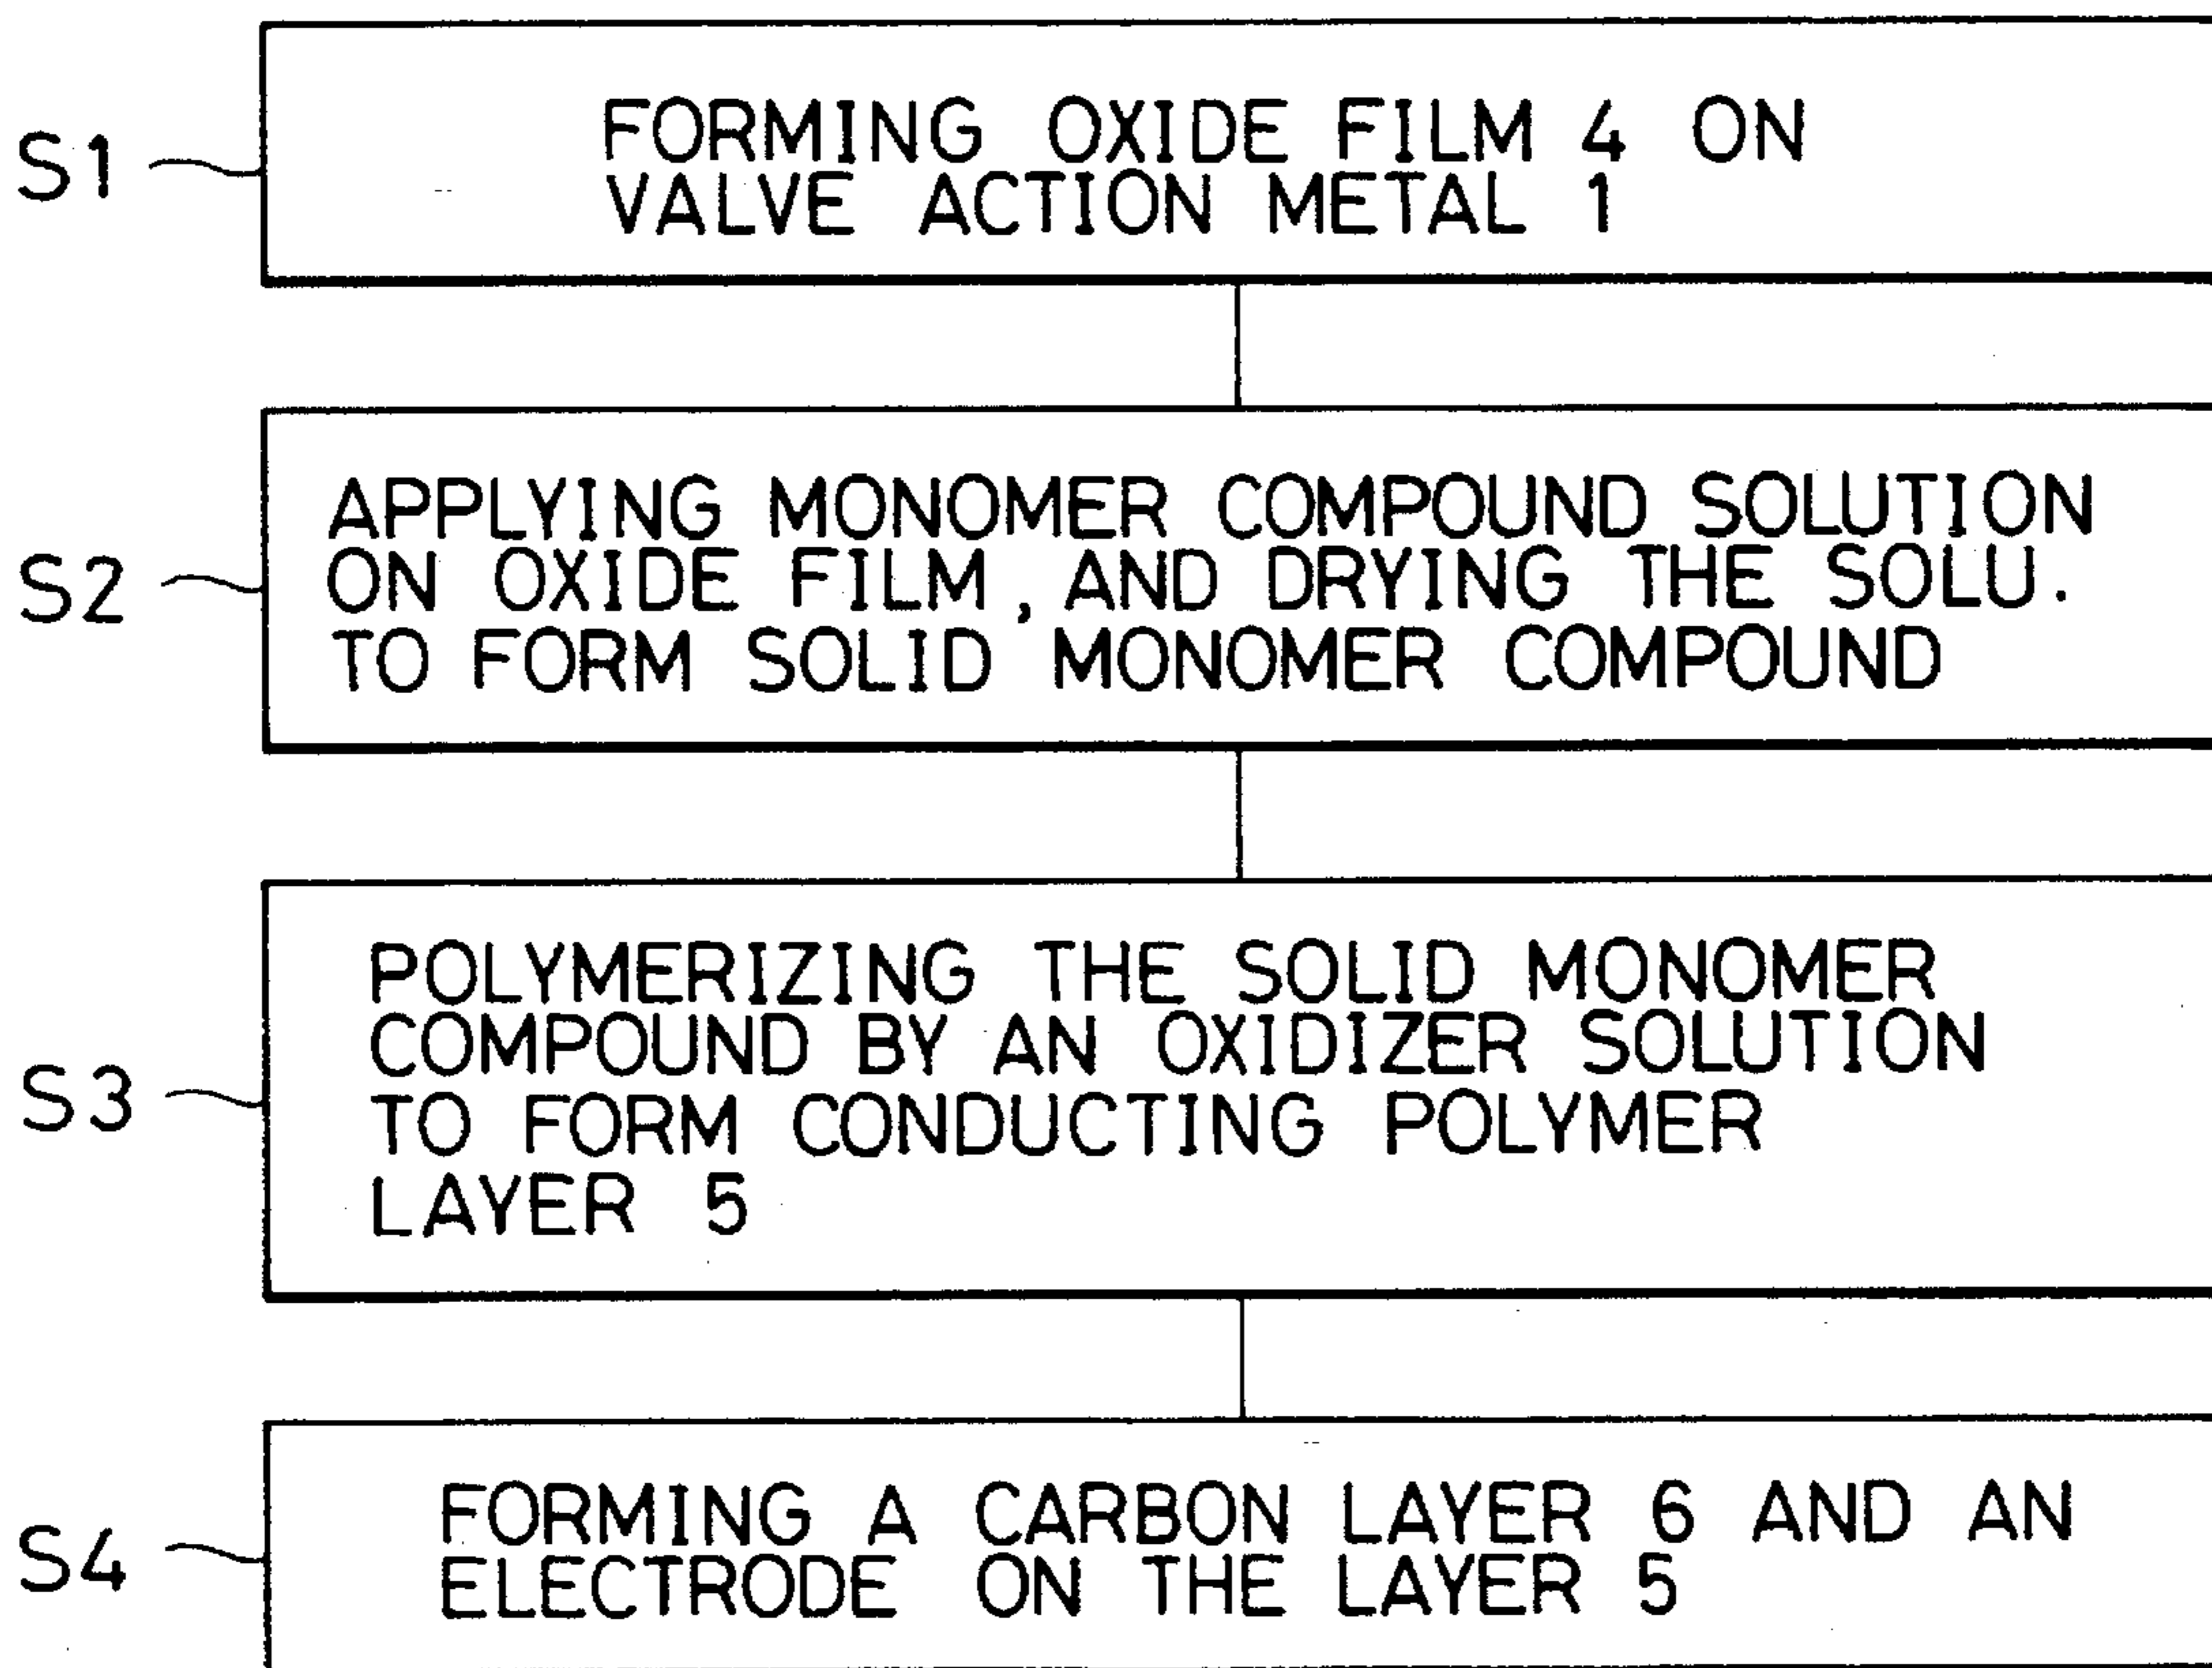 S1
FORMING OXIDE FILM 4 ON
VALVE ACTION METAL 1
S2
APPLYING MONOMER COMPOUND SOLUTION
ON OXIDE FILM, AND DRYING THE SOLU.
TO FORM SOLID MONOMER COMPOUND
S3
POLYMERIZING THE SOLID MONOMER
COMPOUND BY AN OXIDIZER SOLUTION
TO FORM CONDUCTING POLYMER
LAYER 5
S4
FORMING A CARBON LAYER 6 AND AN
ELECTRODE ON THE LAYER 5